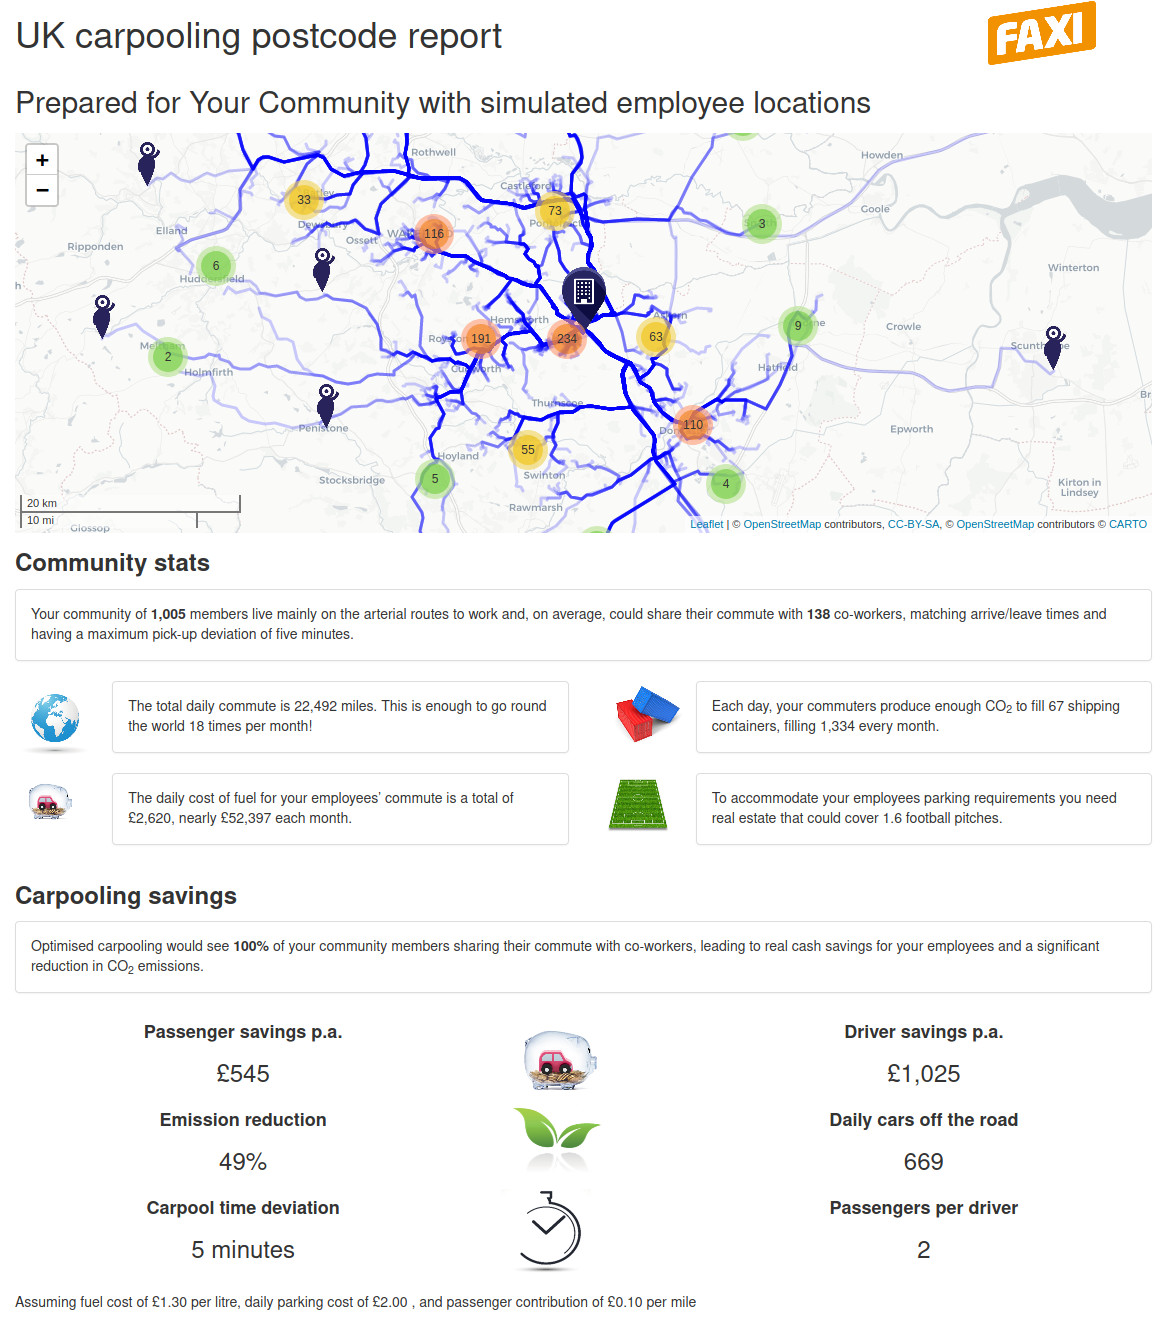 UK carpooling postcode report
FAXI
Prepared for Your Community with simulated employee locations
+
−
Rothwell
Howden
Castleford
33
73
Goole
3
Elland
116
Ossett
Ripponden
6
Huddersfield
Winterton
h
Hemsworth
9
Crowle
191
234
63
Scunthorpe
2
Holmfirth
Hatfield
Thurnscoe
Br
Penistone
110
Epworth
55
Hoyland
Swinton
5
Stocksbridge
4
Kirton in
Lindsey
Rawmarsh
20 km
10 mi
Glossop
Leaflet | © OpenStreetMap contributors, CC-BY-SA, © OpenStreetMap contributors © CARTO
Community stats
Your community of 1,005 members live mainly on the arterial routes to work and, on average, could share their commute with 138 co-workers, matching arrive/leave times and
having a maximum pick-up deviation of five minutes.
The total daily commute is 22,492 miles. This is enough to go round
the world 18 times per month!
Each day, your commuters produce enough CO₂ to fill 67 shipping
containers, filling 1,334 every month.
The daily cost of fuel for your employees’ commute is a total of
£2,620, nearly £52,397 each month.
To accommodate your employees parking requirements you need
real estate that could cover 1.6 football pitches.
Carpooling savings
Optimised carpooling would see 100% of your community members sharing their commute with co-workers, leading to real cash savings for your employees and a significant
reduction in CO₂ emissions.
Passenger savings p.a.
£545
Driver savings p.a.
£1,025
Emission reduction
49%
Daily cars off the road
669
Carpool time deviation
5 minutes
Passengers per driver
2
Assuming fuel cost of £1.30 per litre, daily parking cost of £2.00 , and passenger contribution of £0.10 per mile